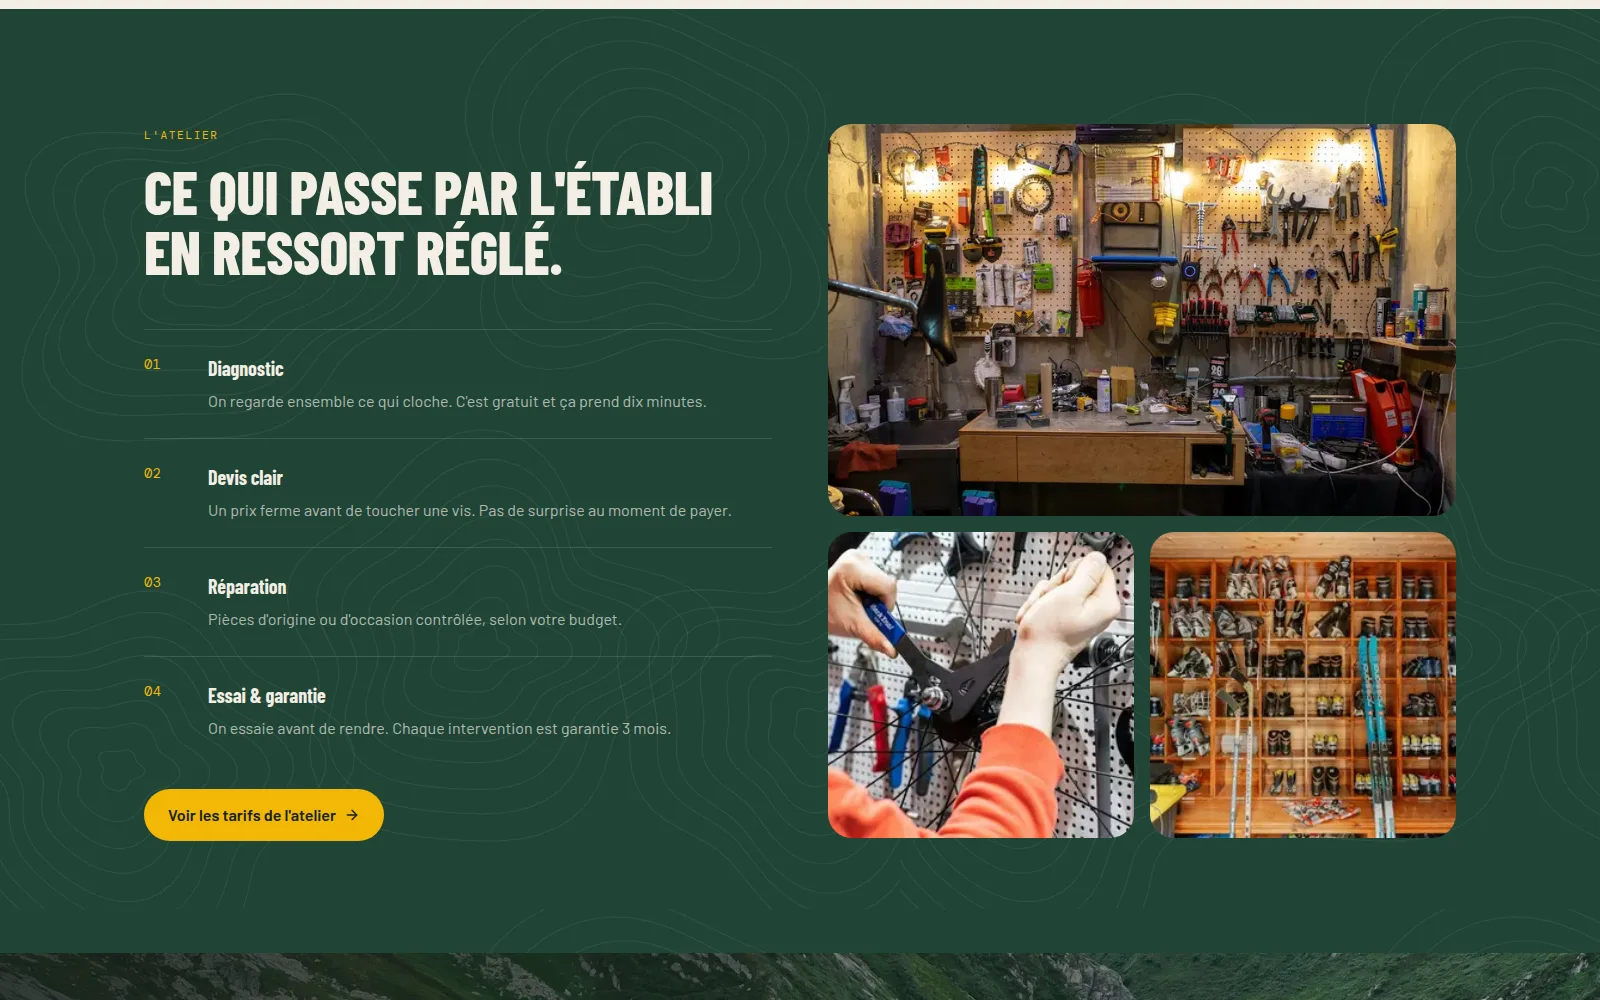 L'ATELIER
CE QUI PASSE PAR L'ÉTABLI
EN RESSORT RÉGLÉ.
01
Diagnostic
On regarde ensemble ce qui cloche. C'est gratuit et ça prend dix minutes.
02
Devis clair
Un prix ferme avant de toucher une vis. Pas de surprise au moment de payer.
03
Réparation
Pièces d'origine ou d'occasion contrôlée, selon votre budget.
04
Essai & garantie
On essaie avant de rendre. Chaque intervention est garantie 3 mois.
Voir les tarifs de l'atelier →